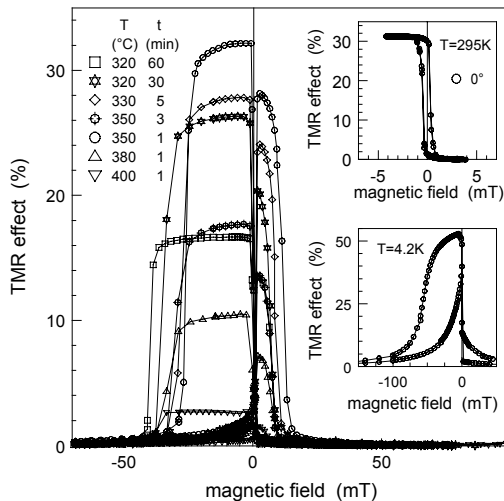 T t
(°C) (min)
320 60
320 30
330 5
350 3
350 1
380 1
400 1
TMR effect (%)
30
20
10
0
-50 0 50
magnetic field (mT)
T=295K
0°
TMR effect (%)
30
20
10
0
-5 0 5
magnetic field (mT)
T=4.2K
TMR effect (%)
50
25
0
-100 0
magnetic field (mT)